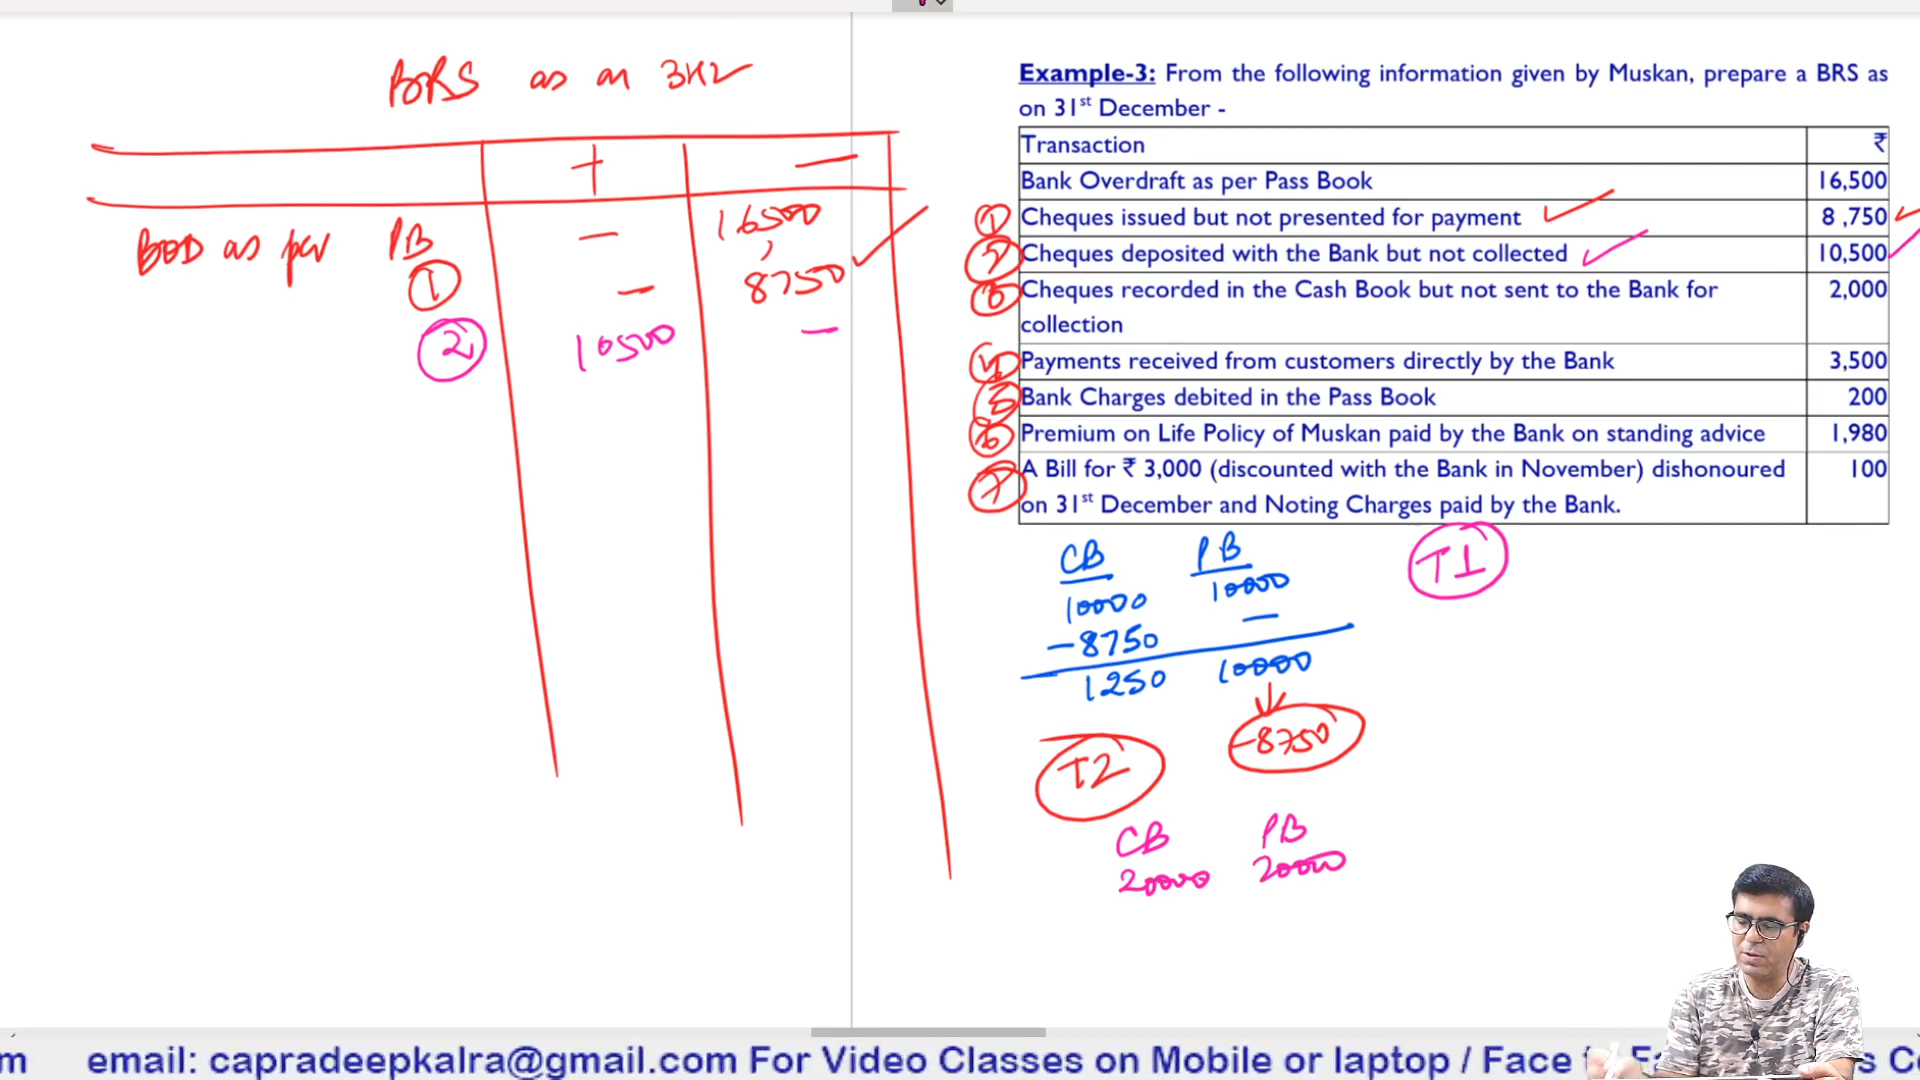 BRS as on 31/12
+ —
BOD as per PB — 16500
① — 8750
② 10500 —
Example-3: From the following information given by Muskan, prepare a BRS as
on 31st December -
Transaction ₹
Bank Overdraft as per Pass Book 16,500
① Cheques issued but not presented for payment 8,750
② Cheques deposited with the Bank but not collected 10,500
③ Cheques recorded in the Cash Book but not sent to the Bank for 2,000
collection
④ Payments received from customers directly by the Bank 3,500
⑤ Bank Charges debited in the Pass Book 200
⑥ Premium on Life Policy of Muskan paid by the Bank on standing advice 1,980
⑦ A Bill for ₹ 3,000 (discounted with the Bank in November) dishonoured 100
on 31st December and Noting Charges paid by the Bank.
CB PB T1
10000 10000
-8750 —
1250 10000
-8750
T2
CB PB
20000 20000
m email: capradeepkalra@gmail.com For Video Classes on Mobile or laptop / Face